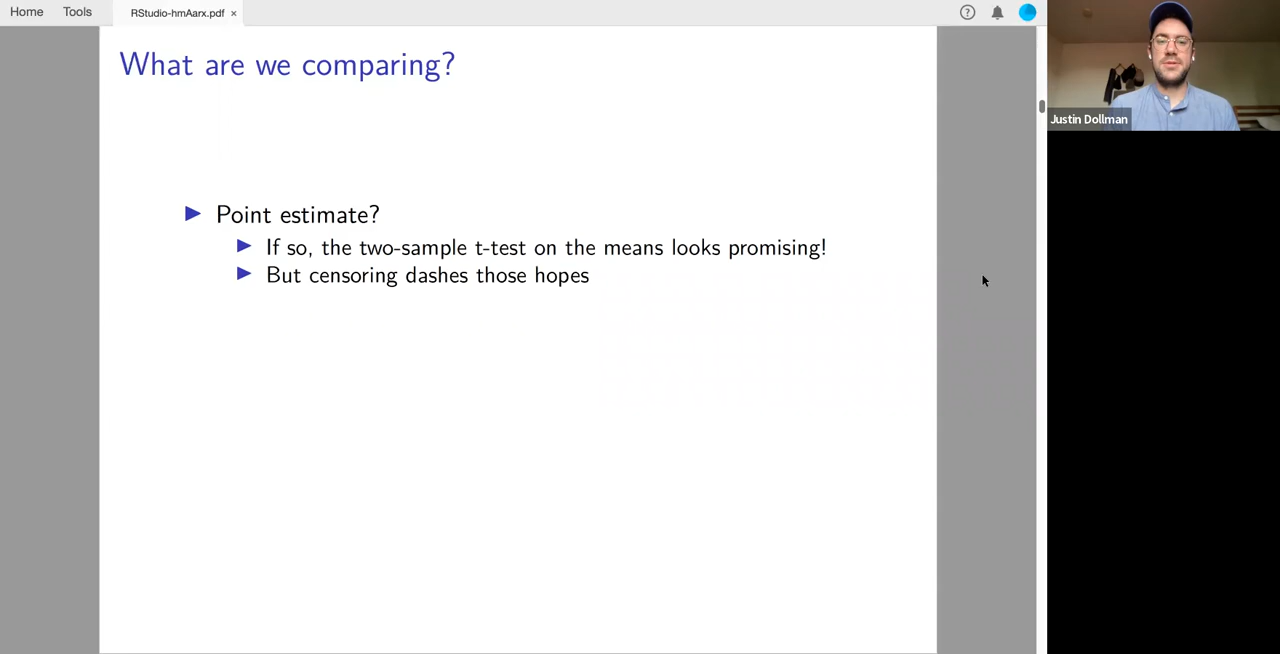 Home Tools RStudio-hmAarx.pdf ×
What are we comparing?
Justin Dollman
▶ Point estimate?
▶ If so, the two-sample t-test on the means looks promising!
▶ But censoring dashes those hopes